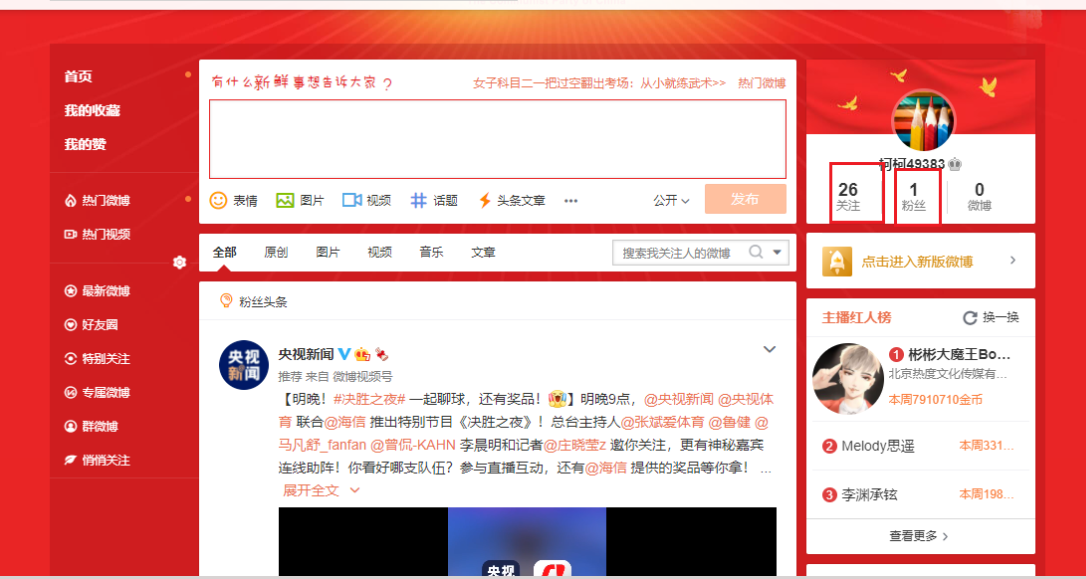 首页
我的收藏
我的赞
热门微博
热门视频
最新微博
好友圈
特别关注
专属微博
群微博
悄悄关注
有什么新鲜事想告诉大家？
女子科目二一把过空翻出考场：从小就练武术>> 热门微博
表情 图片 视频 话题 头条文章 ••• 公开 发布
全部 原创 图片 视频 音乐 文章 搜索我关注人的微博
粉丝头条
央视新闻
央视新闻
推荐 来自 微博视频号
【明晚！#决胜之夜# 一起聊球，还有奖品！】明晚9点，@央视新闻 @央视体
育 联合@海信 推出特别节目《决胜之夜》！总台主持人@张斌爱体育 @鲁健 @
马凡舒_fanfan @曾侃-KAHN 李晨明和记者@庄晓莹z 邀你关注，更有神秘嘉宾
连线助阵！你看好哪支队伍？参与直播互动，还有@海信 提供的奖品等你拿！ ...
展开全文
央视
柯柯49383
26 1 0
关注 粉丝 微博
点击进入新版微博
主播红人榜 换一换
1 彬彬大魔王Bo...
北京热度文化传媒有...
本周7910710金币
2 Melody思遥 本周331...
3 李渊承铉 本周198...
查看更多